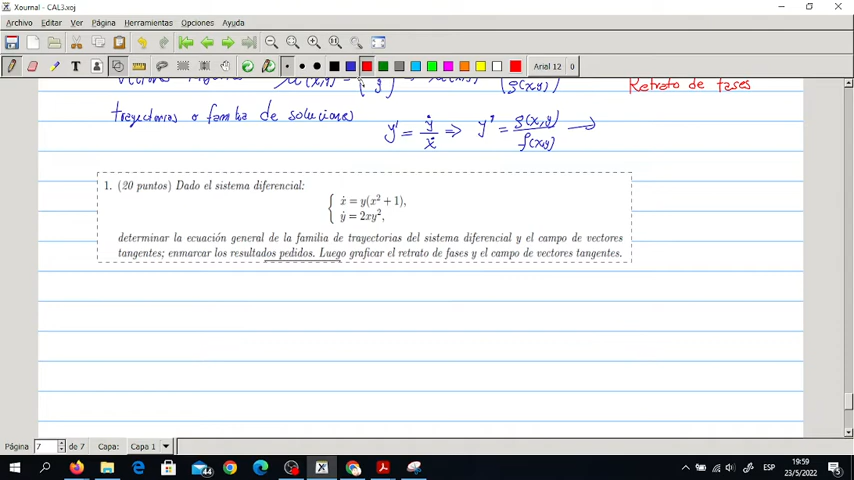 Xournal - CAL3.xoj
Archivo Editar Ver Página Herramientas Opciones Ayuda
Arial 12 0
Retrato de fases
trayectorias o familia de soluciones
y' = ẏ/ẋ ⇒ y' = g(x,y)/f(x,y) →
1. (20 puntos) Dado el sistema diferencial:
{ ẋ = y(x² + 1),
ẏ = 2xy²,
determinar la ecuación general de la familia de trayectorias del sistema diferencial y el campo de vectores
tangentes; enmarcar los resultados pedidos. Luego graficar el retrato de fases y el campo de vectores tangentes.
Página 7 de 7 Capa: Capa 1
44
ESP
19:59
23/5/2022
5